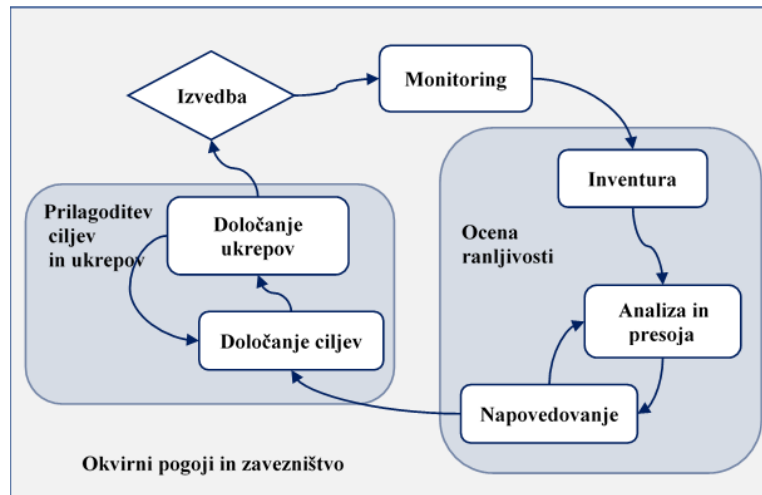 Izvedba
Monitoring
Inventura
Ocena
ranljivosti
Analiza in
presoja
Napovedovanje
Prilagoditev
ciljev
in ukrepov
Določanje
ukrepov
Določanje ciljev
Okvirni pogoji in zavezništvo